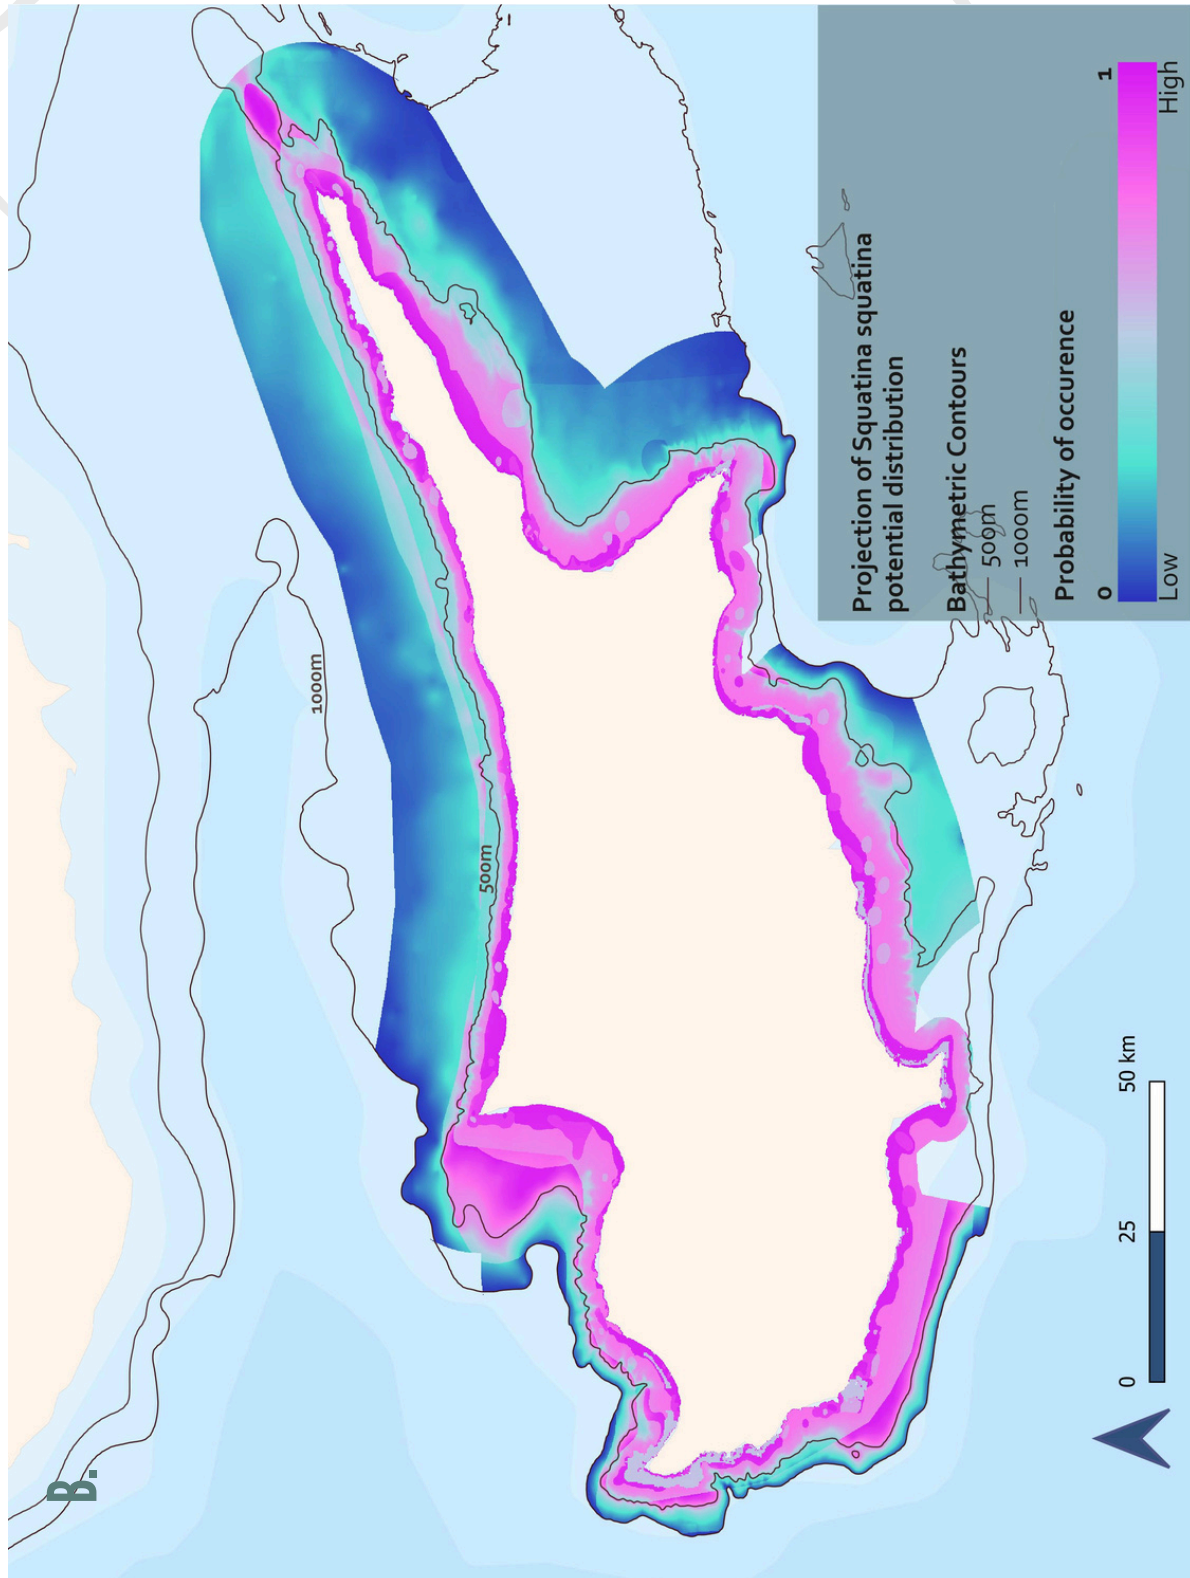 B.
1000m
500m
0 25 50 km
Projection of Squatina squatina
potential distribution
Bathymetric Contours
500m
1000m
Probability of occurence
0 1
Low High